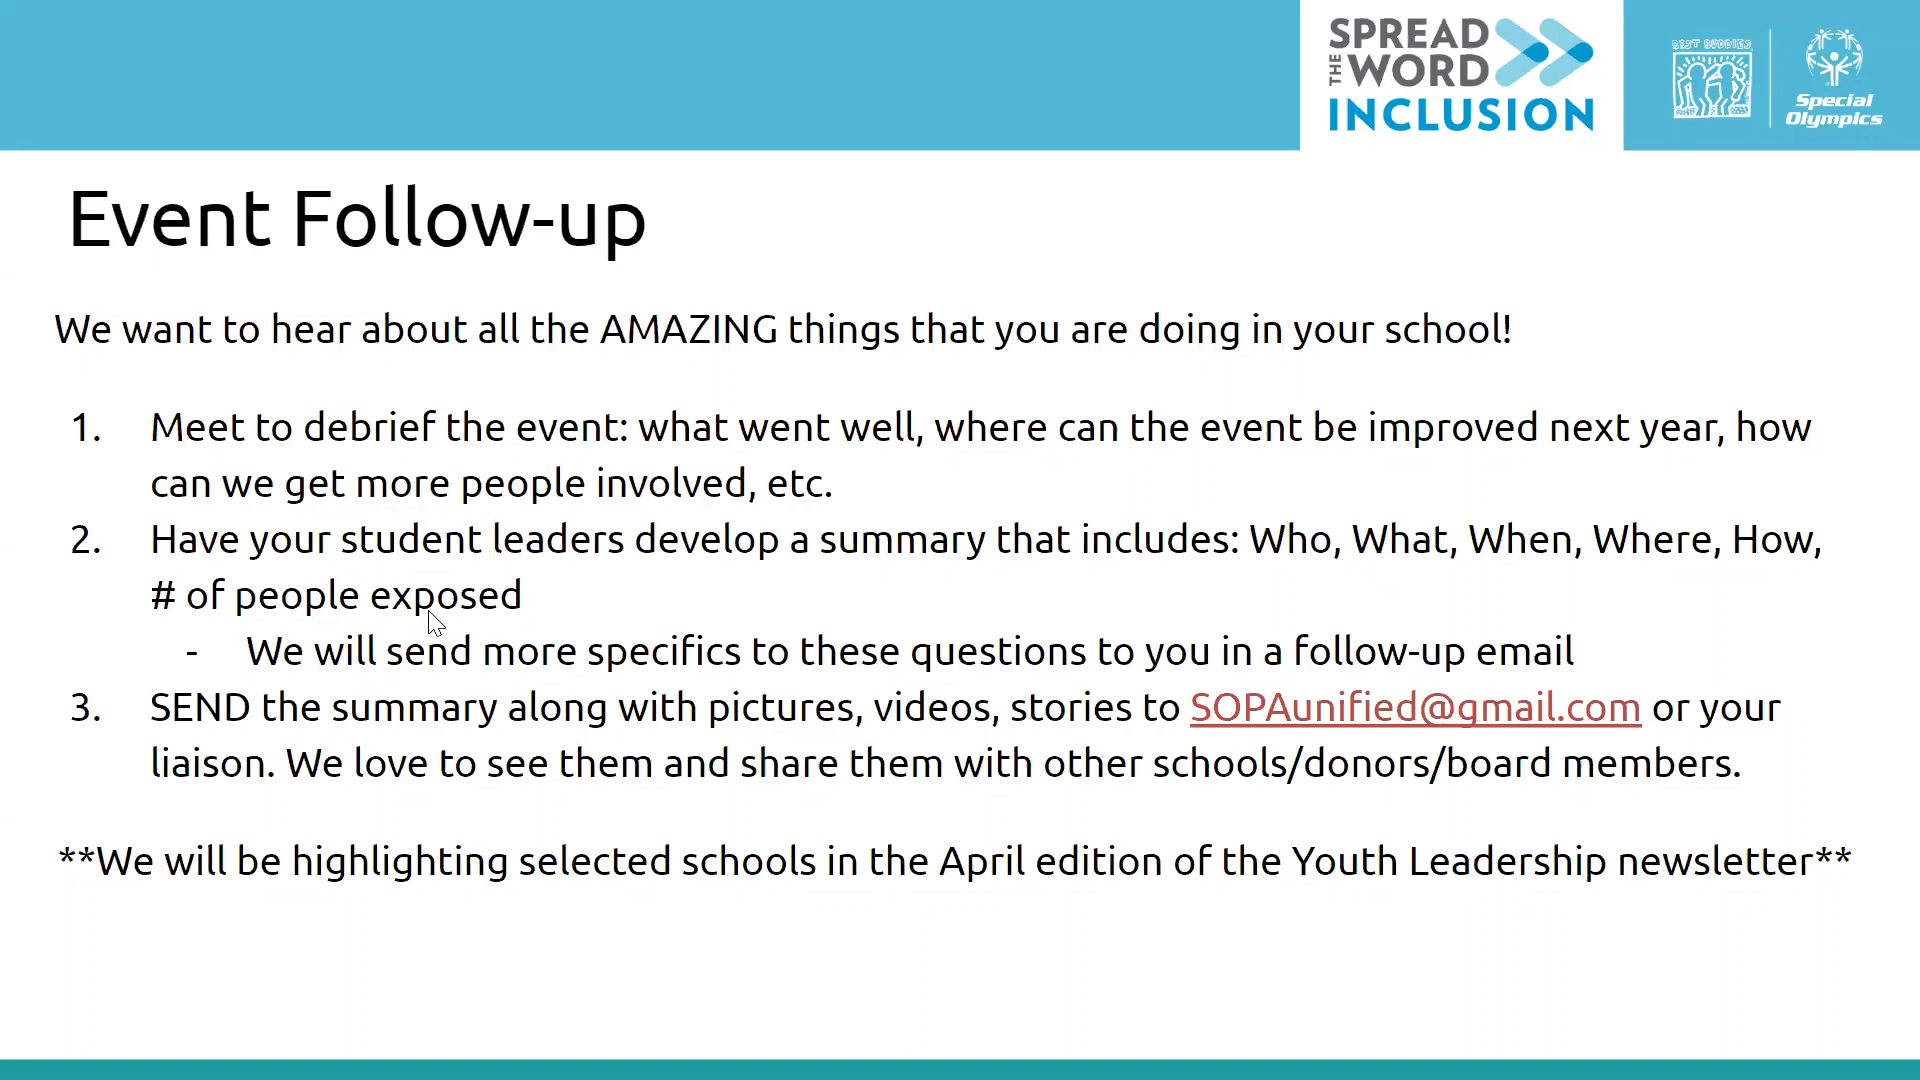 SPREAD
THE WORD
INCLUSION
BEST BUDDIES
Special
Olympics
Event Follow-up
We want to hear about all the AMAZING things that you are doing in your school!
1. Meet to debrief the event: what went well, where can the event be improved next year, how
can we get more people involved, etc.
2. Have your student leaders develop a summary that includes: Who, What, When, Where, How,
# of people exposed
- We will send more specifics to these questions to you in a follow-up email
3. SEND the summary along with pictures, videos, stories to SOPAunified@gmail.com or your
liaison. We love to see them and share them with other schools/donors/board members.
**We will be highlighting selected schools in the April edition of the Youth Leadership newsletter**